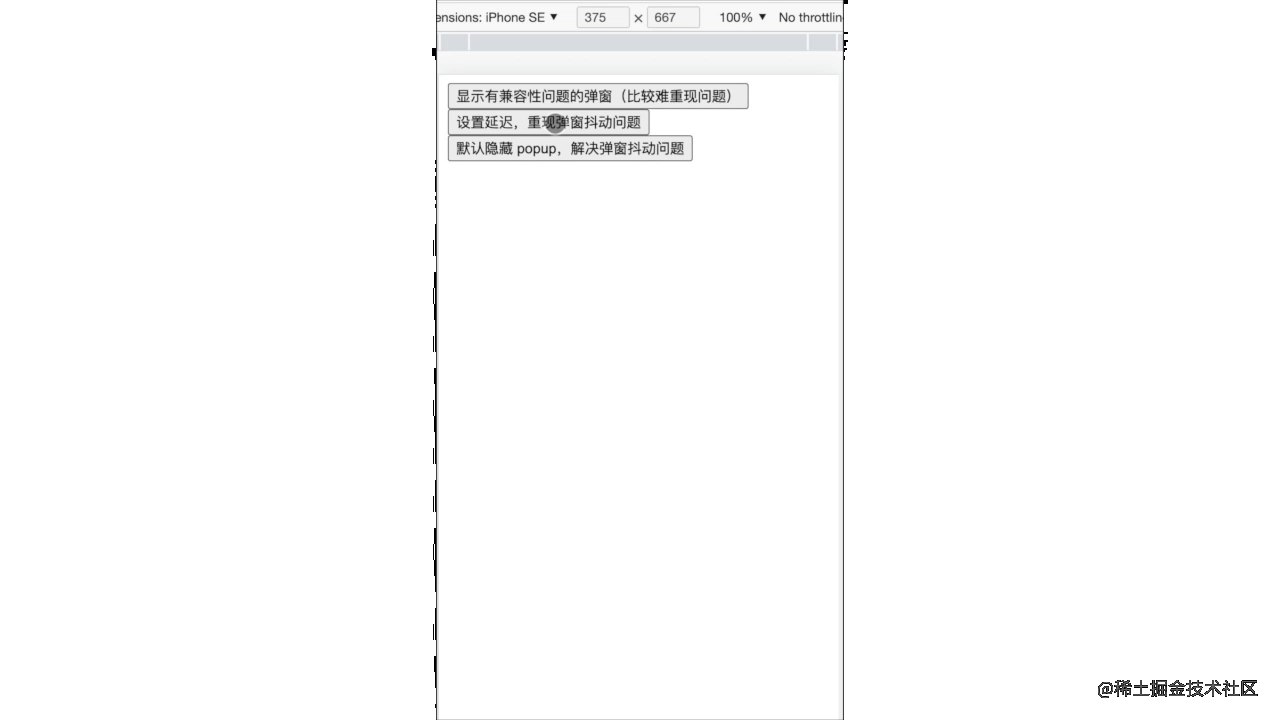 ensions: iPhone SE ▼ 375 × 667 100% ▼ No throttlin
显示有兼容性问题的弹窗（比较难重现问题）
设置延迟，重现弹窗抖动问题
默认隐藏 popup，解决弹窗抖动问题
@稀土掘金技术社区